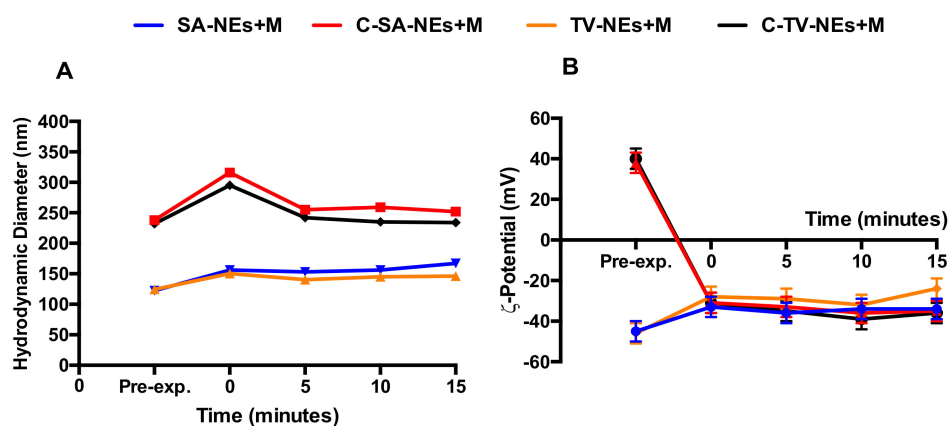 SA-NEs+M C-SA-NEs+M TV-NEs+M C-TV-NEs+M
A
Hydrodynamic Diameter (nm)
400
350
300
250
200
150
100
50
0
0 Pre-exp. 0 5 10 15
Time (minutes)
B
ζ-Potential (mV)
60
40
20
0
-20
-40
-60
Time (minutes)
Pre-exp. 0 5 10 15